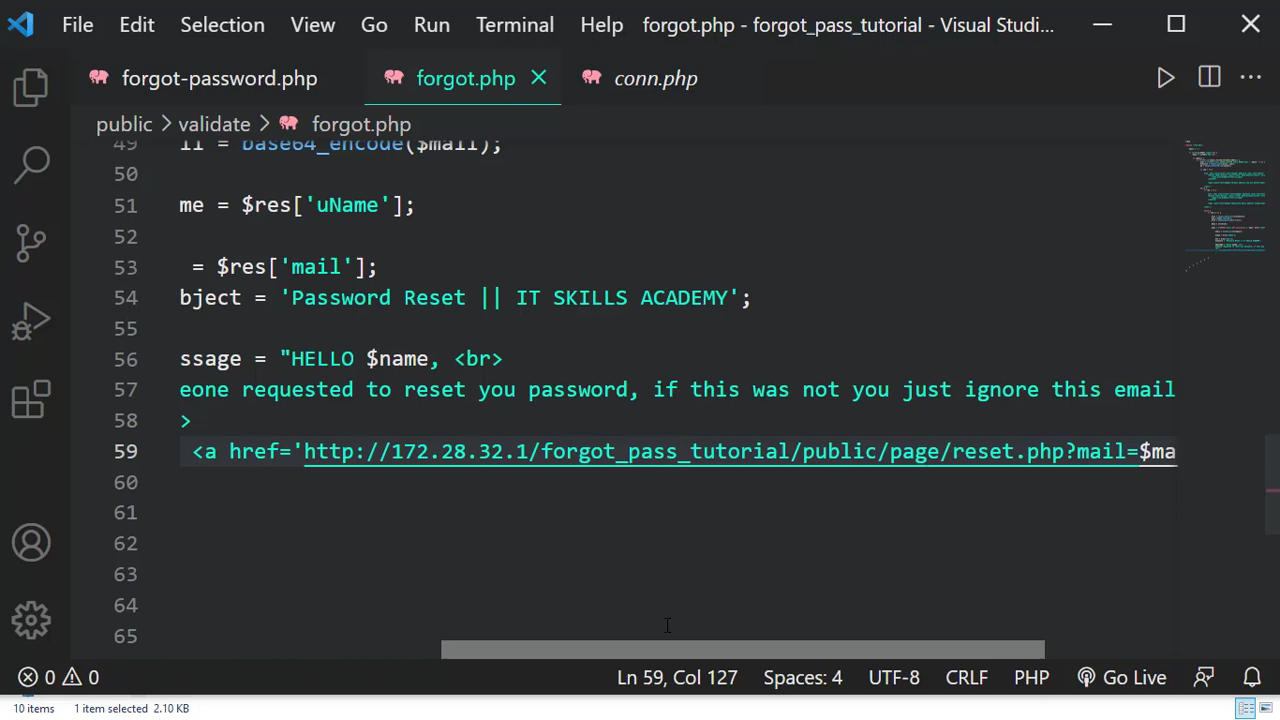 File Edit Selection View Go Run Terminal Help forgot.php - forgot_pass_tutorial - Visual Studi...
forgot-password.php forgot.php conn.php
public > validate > forgot.php
49 il = base64_encode($mail);
50
51 me = $res['uName'];
52
53 = $res['mail'];
54 bject = 'Password Reset || IT SKILLS ACADEMY';
55
56 ssage = "HELLO $name, <br>
57 eone requested to reset you password, if this was not you just ignore this email
58 >
59 <a href='http://172.28.32.1/forgot_pass_tutorial/public/page/reset.php?mail=$ma
60
61
62
63
64
65
0 0 Ln 59, Col 127 Spaces: 4 UTF-8 CRLF PHP Go Live
10 items 1 item selected 2.10 KB